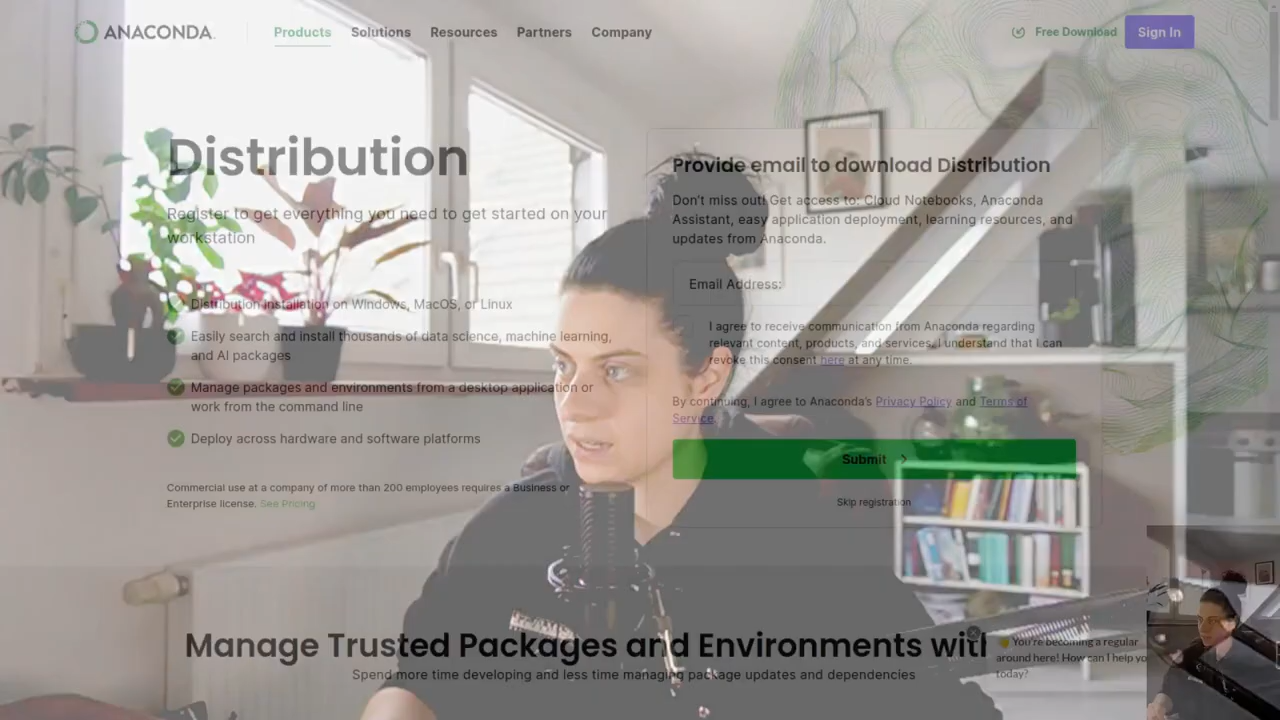 ANACONDA
Products
Solutions
Resources
Partners
Company
Free Download
Sign In
Distribution
Register to get everything you need to get started on your
workstation
Distribution installation on Windows, MacOS, or Linux
Easily search and install thousands of data science, machine learning,
and AI packages
Manage packages and environments from a desktop application or
work from the command line
Deploy across hardware and software platforms
Commercial use at a company of more than 200 employees requires a Business or
Enterprise license. See Pricing
Provide email to download Distribution
Don't miss out! Get access to: Cloud Notebooks, Anaconda
Assistant, easy application deployment, learning resources, and
updates from Anaconda.
Email Address:
I agree to receive communication from Anaconda regarding
relevant content, products, and services. I understand that I can
revoke this consent here at any time.
By continuing, I agree to Anaconda's Privacy Policy and Terms of
Service.
Submit
Skip registration
Manage Trusted Packages and Environments with
Spend more time developing and less time managing package updates and dependencies
👋 You're becoming a regular
around here! How can I help yo
today?